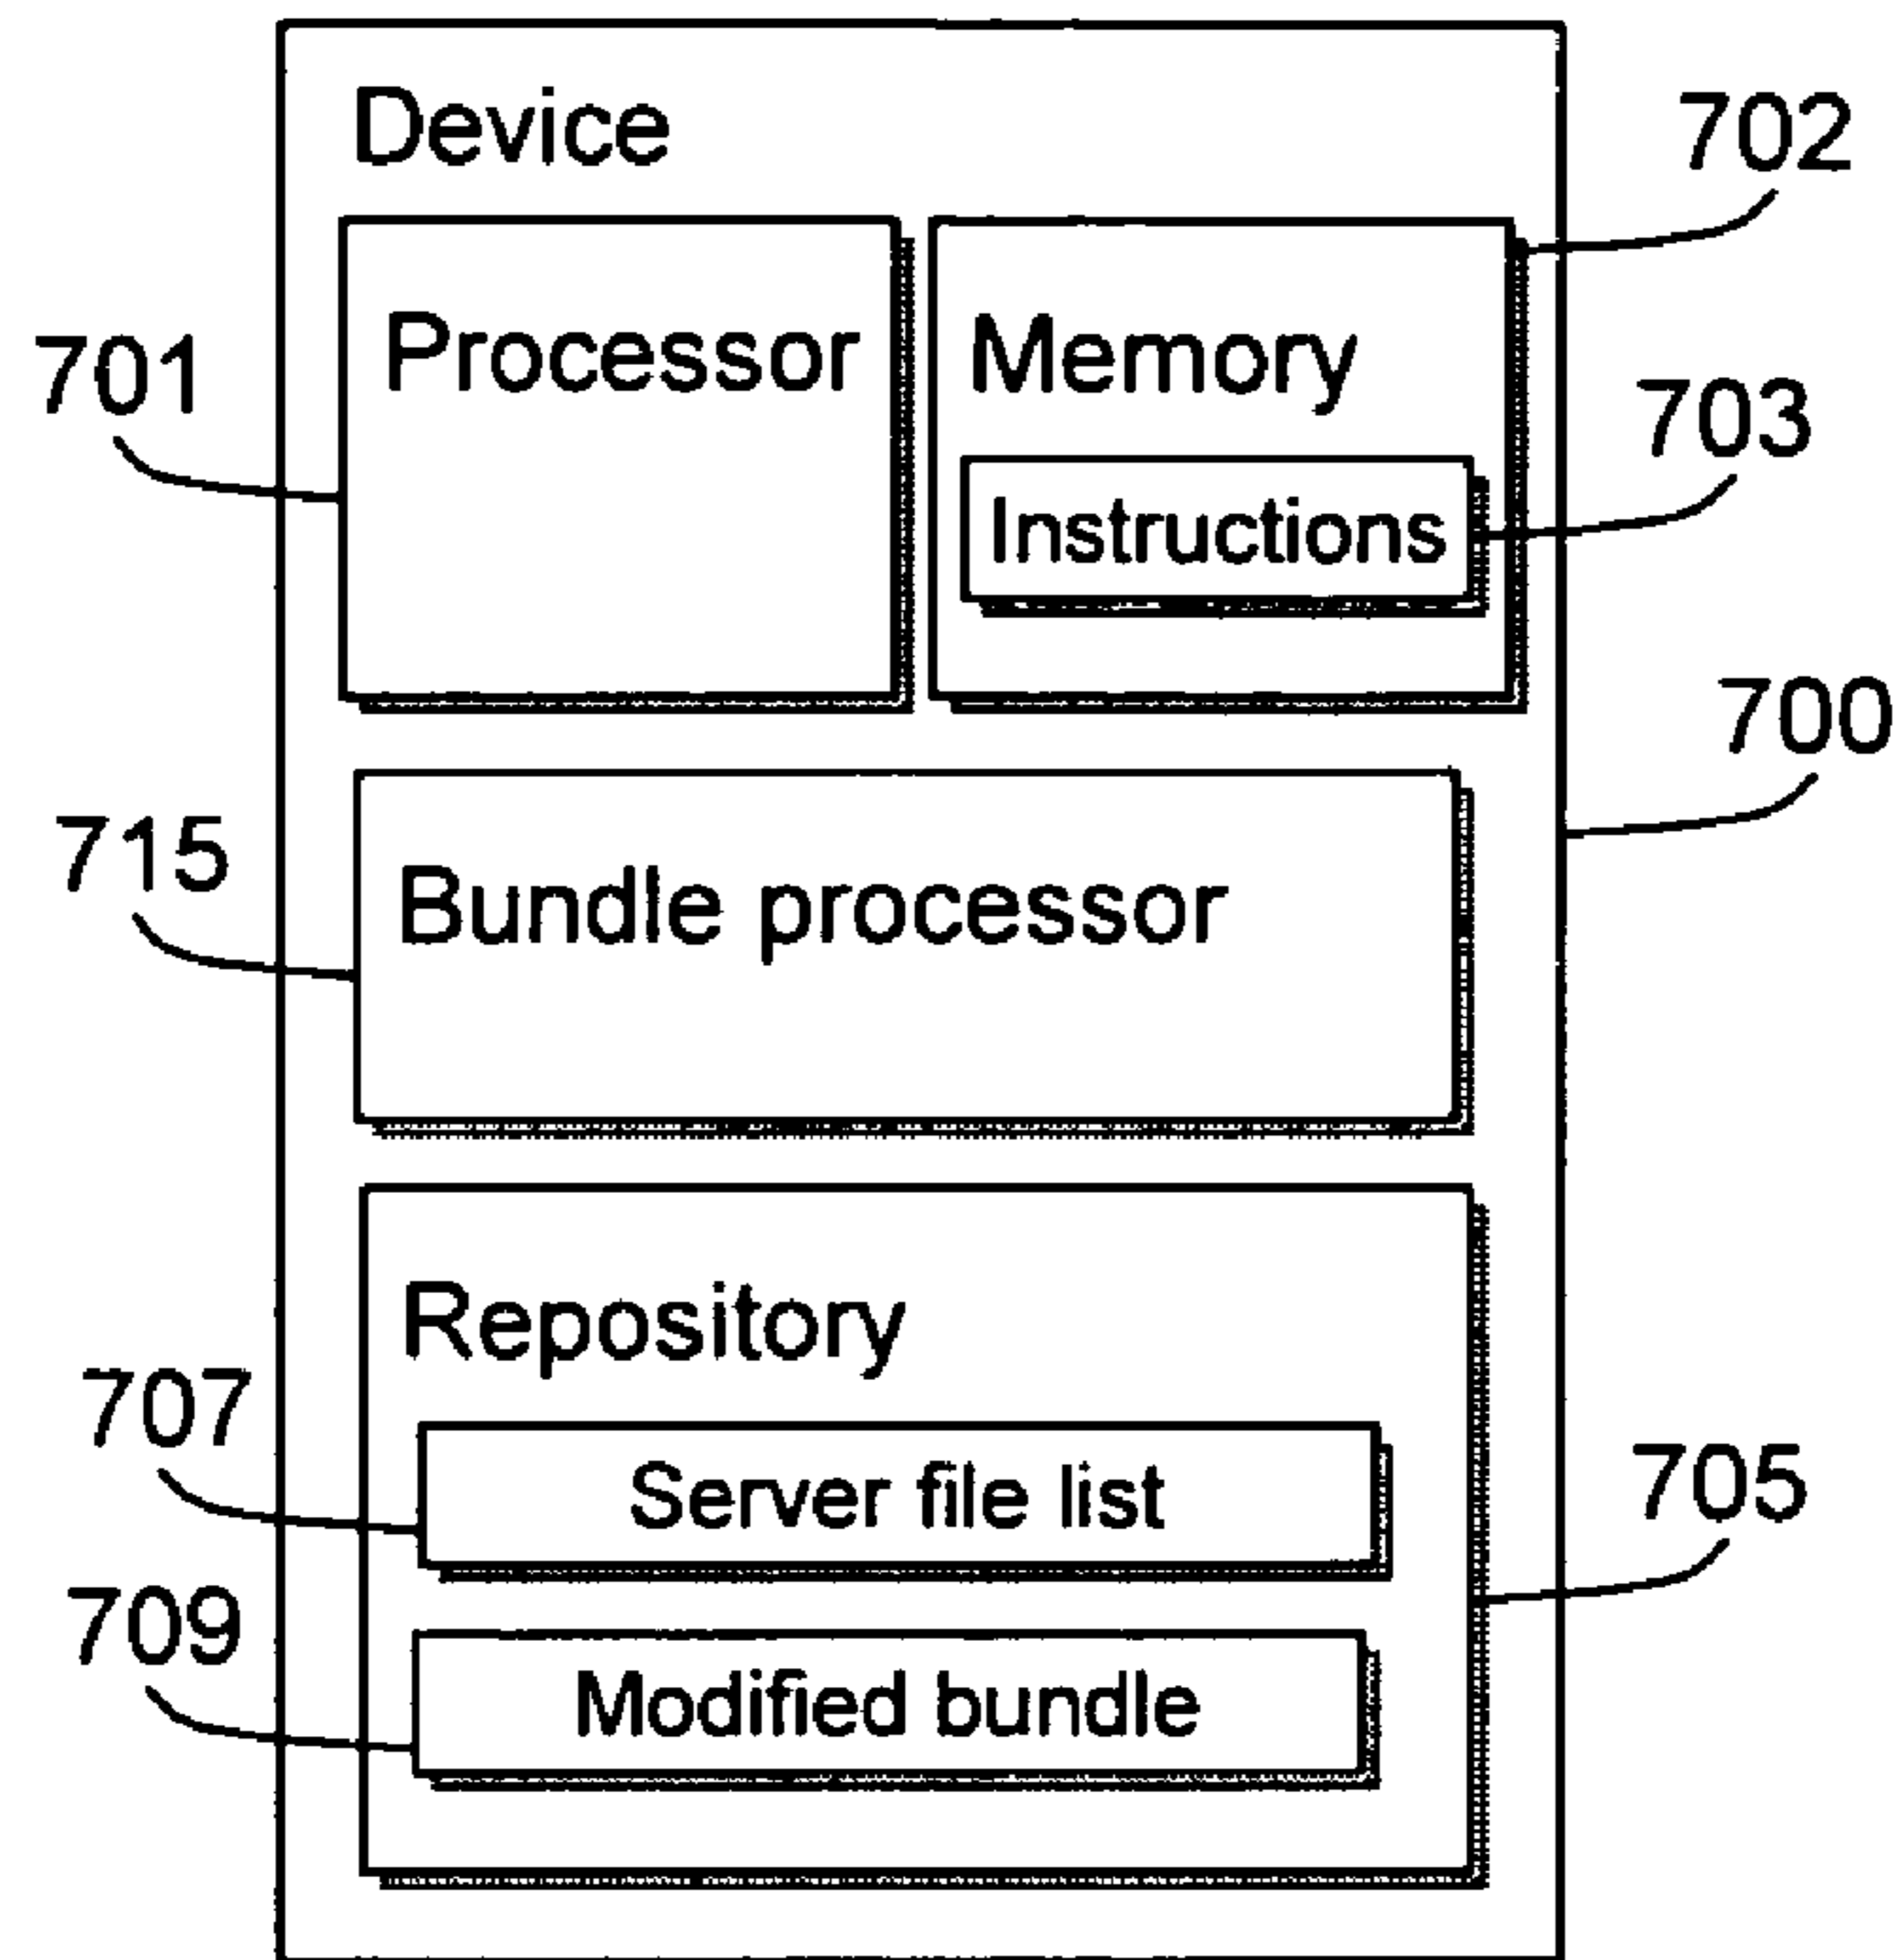 Device
702
Processor
Memory
701
703
Instructions
700
715
Bundle processor
Repository
707
Server file list
705
709
Modified bundle